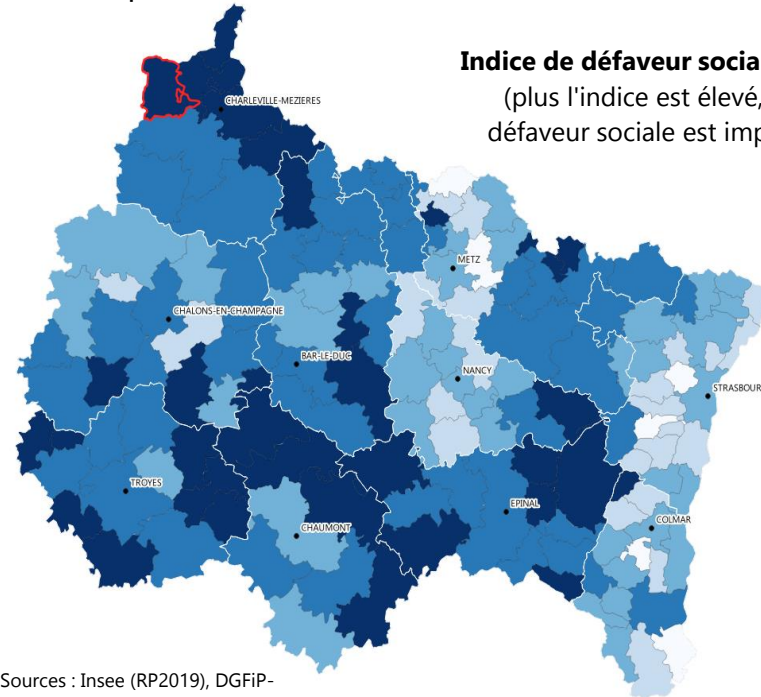 Indice de défaveur socia
(plus l'indice est élevé,
défaveur sociale est imp
CHARLEVILLE-MEZIERES
METZ
CHALONS-EN-CHAMPAGNE
BAR-LE-DUC
NANCY
STRASBOUR
TROYES
EPINAL
CHAUMONT
COLMAR
Sources : Insee (RP2019), DGFiP-